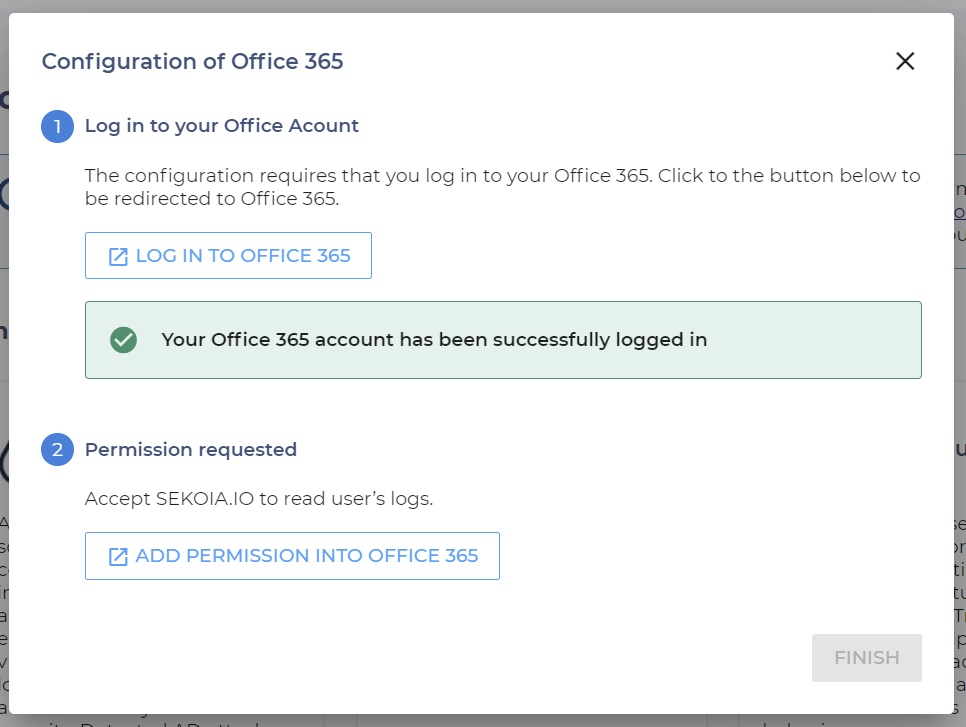 Configuration of Office 365
1 Log in to your Office Acount
The configuration requires that you log in to your Office 365. Click to the button below to
be redirected to Office 365.
LOG IN TO OFFICE 365
Your Office 365 account has been successfully logged in
2 Permission requested
Accept SEKOIA.IO to read user’s logs.
ADD PERMISSION INTO OFFICE 365
FINISH